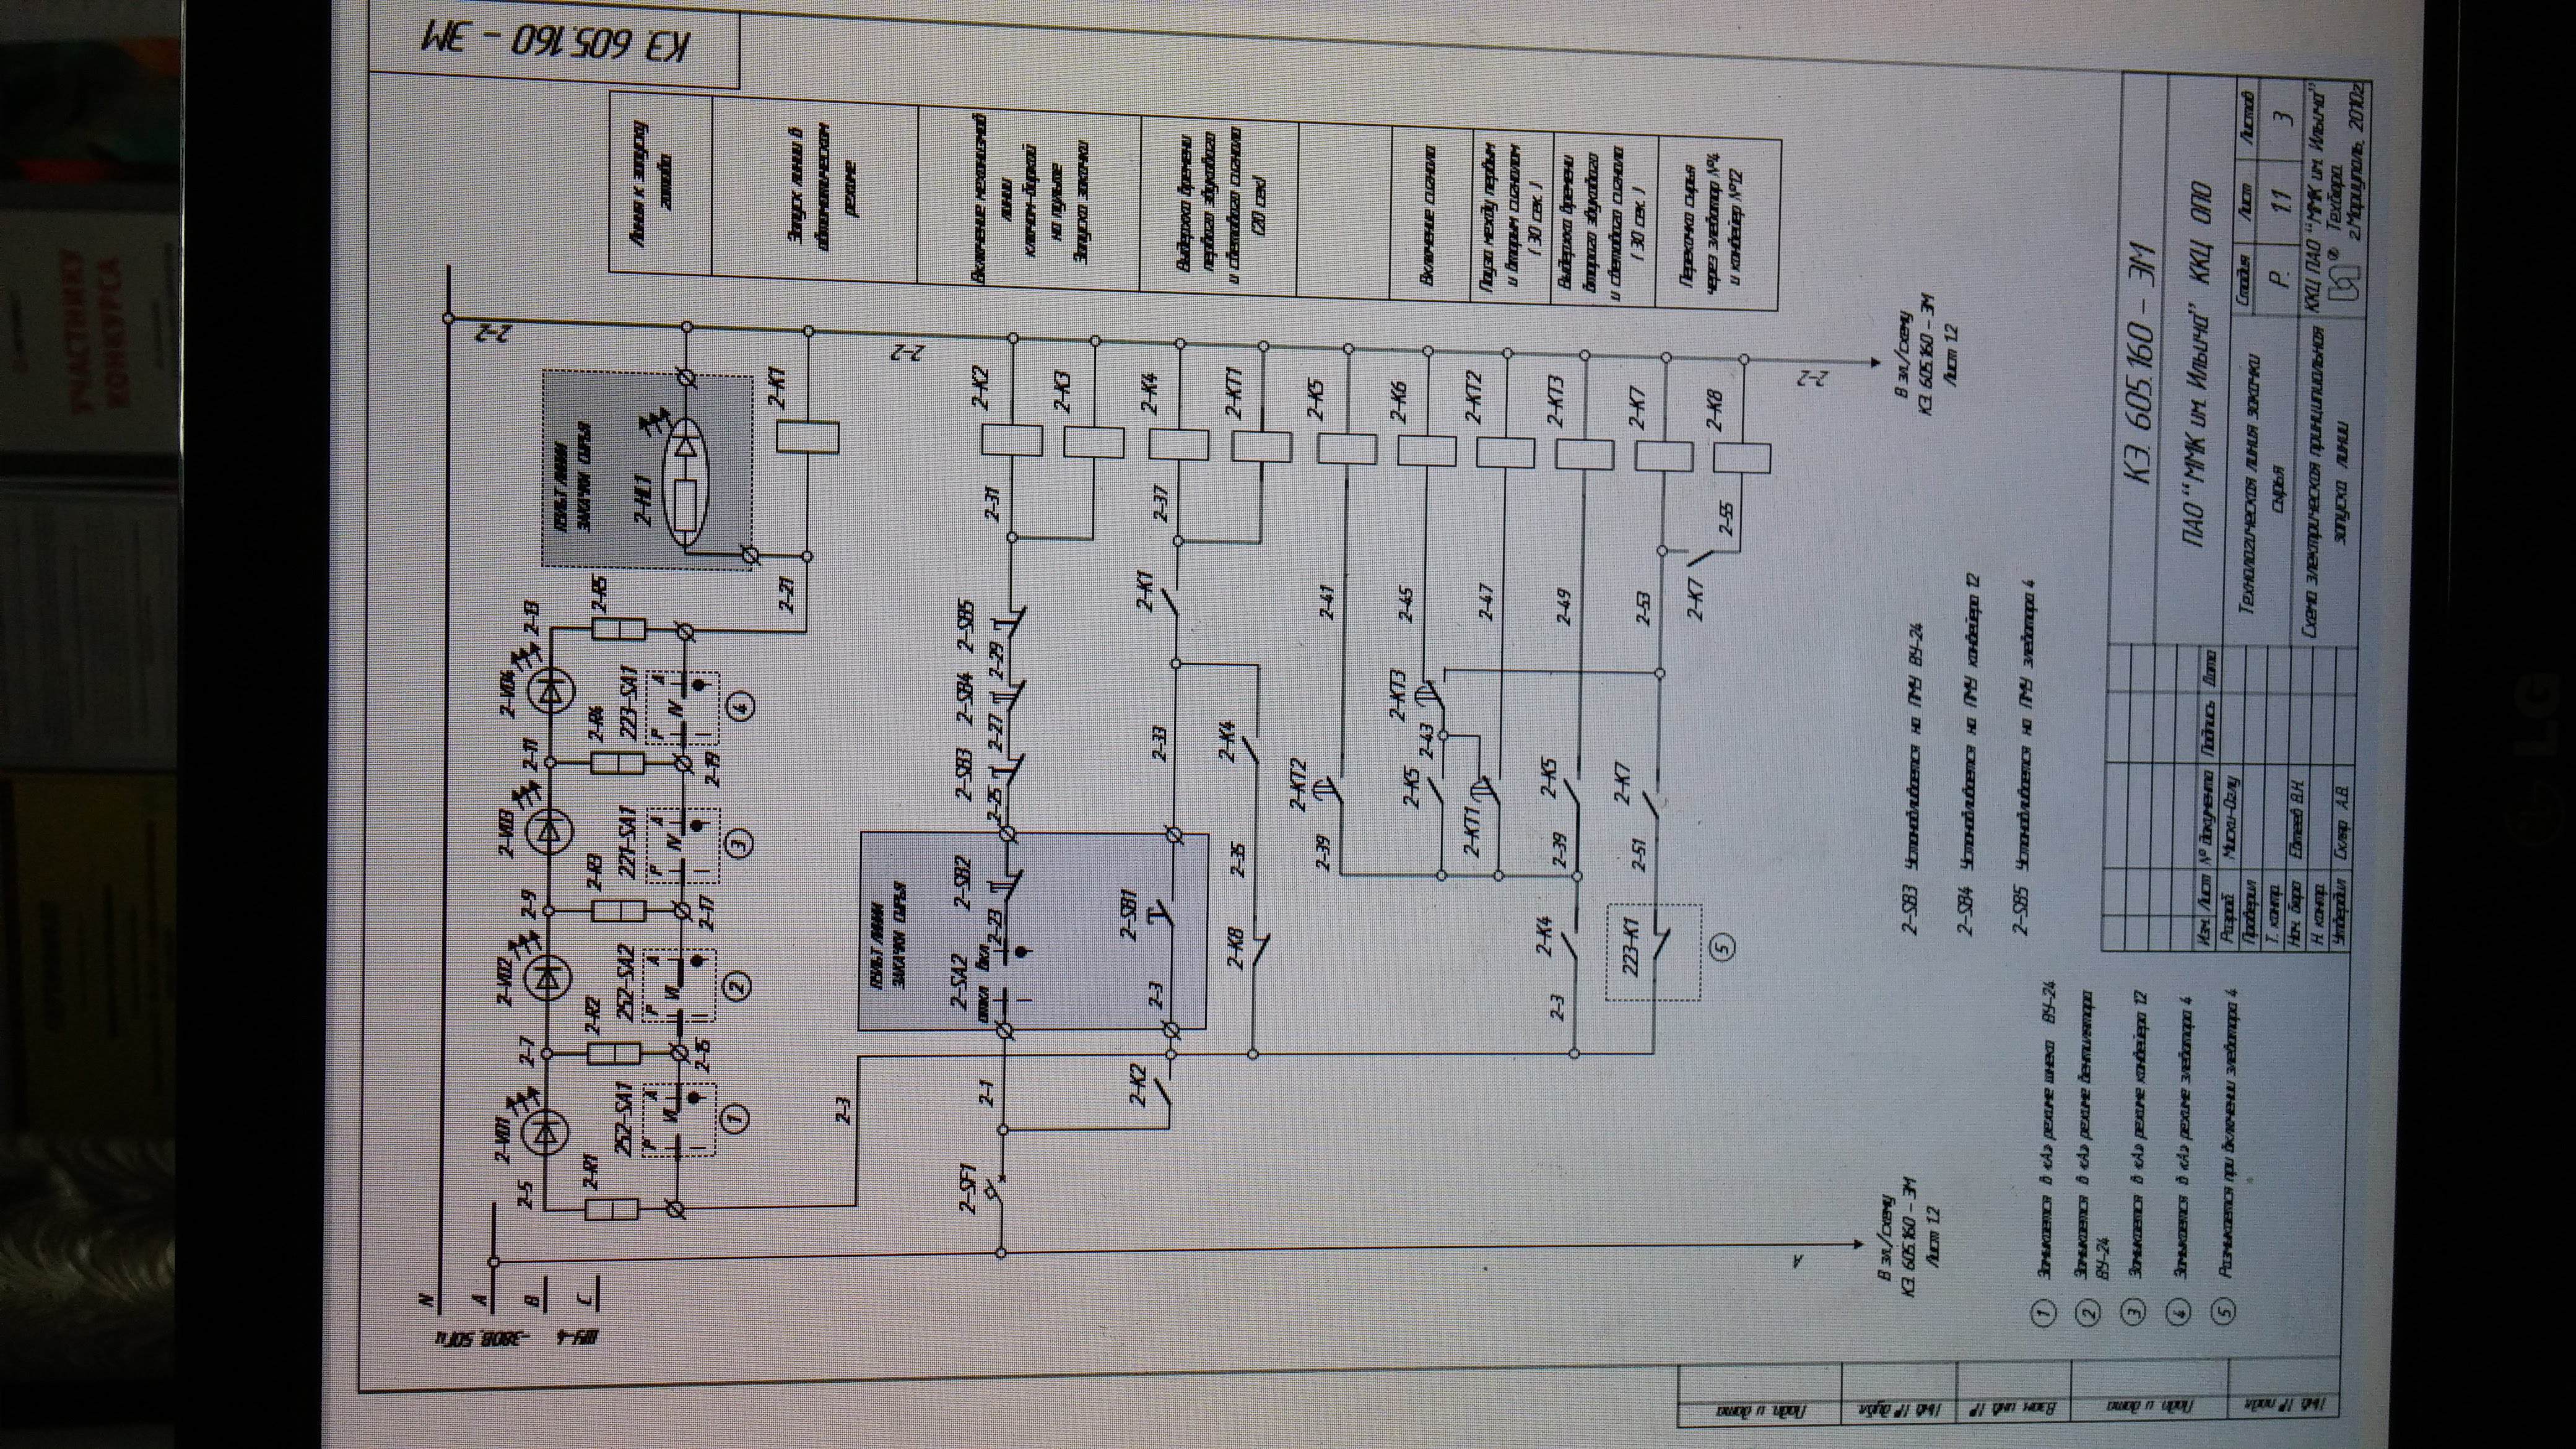 УЧАСТНИКУ
КОНКУРСА
КЭ. 605.160 – ЭМ
N
A
B
C
~380В, 50Гц
ШУ-4
2-2
2-VD1
2-VD2
2-VD3
2-VD4
2-5
2-7
2-9
2-11
2-13
2-R1
2-R2
2-R3
2-R4
2-R5
252-SA1
252-SA2
221-SA1
223-SA1
Р А
Р А
Р А
Р А
VI
VI
IV
IV
2-15
2-17
2-19
1
2
3
4
ПУЛЬТ ЛИНИИ
ЗАКАЧКИ СЫРЬЯ
2-HL1
Линия к запуску
готова
2-21
2-K1
Запуск линии в
автоматическом
режиме
2-3
2-2
ПУЛЬТ ЛИНИИ
ЗАКАЧКИ СЫРЬЯ
2-SF1
2-1
2-SA2
откл вкл
2-23
2-SB2
2-25
2-SB3
2-27
2-SB4
2-29
2-SB5
2-31
2-K2
2-K3
Включение механизмов
линии
ключом-биркой
на пульте
Запуска закачки
2-K2
2-3
2-SB1
2-33
2-K1
2-37
2-K4
2-K8
2-35
2-K4
2-KT1
Выдержка времени
первого звукового
и светового сигнала
(20 сек)
2-KT2
2-39
2-41
2-K5
2-K5
2-43
2-KT3
2-45
2-K6
Включение сигнала
2-KT1
2-47
2-KT2
Пауза между первым
и вторым сигналом
( 30 сек. )
2-3
2-K4
2-39
2-K5
2-49
2-KT3
Выдержка времени
второго звукового
и светового сигнала
( 30 сек. )
223-K1
2-51
2-K7
2-53
2-K7
5
2-K7
2-55
2-K8
Перекачка сырья
через элеватор №4
и конвейер №12
A
2-2
В эл./схему
КЭ. 605.160 – ЭМ
Лист 1.2
В эл./схему
КЭ. 605.160 – ЭМ
Лист 1.2
2-SB3 Устанавливается на ПМУ ВУ-24
2-SB4 Устанавливается на ПМУ конвейера 12
2-SB5 Устанавливается на ПМУ элеватора 4
1 Замыкается в «А» режиме шнека ВУ-24
2 Замыкается в «А» режиме вентилятора
ВУ-24
3 Замыкается в «А» режиме конвейера 12
4 Замыкается в «А» режиме элеватора 4
5 Размыкается при включении элеватора 4
Подп. и дата
Инв. № дубл.
Взам. инв. №
Подп. и дата
Инв. № подл.
КЭ. 605.160 – ЭМ
ПАО “ММК им. Ильича” ККЦ ОПО
Изм. Лист № документа Подпись Дата
Разраб. Миски-Оглу
Проверил
Т. контр.
Нач. бюро Евтеев В.Н.
Н. контр.
Утвердил Скляр А.В.
Технологическая линия закачки
сырья
Стадия Лист Листов
Р. 1.1 3
Схема электрическая принципиальная
запуска линии
ККЦ ПАО “ММК им. Ильича”
Техбюро
г.Мариуполь, 2010г.
LG